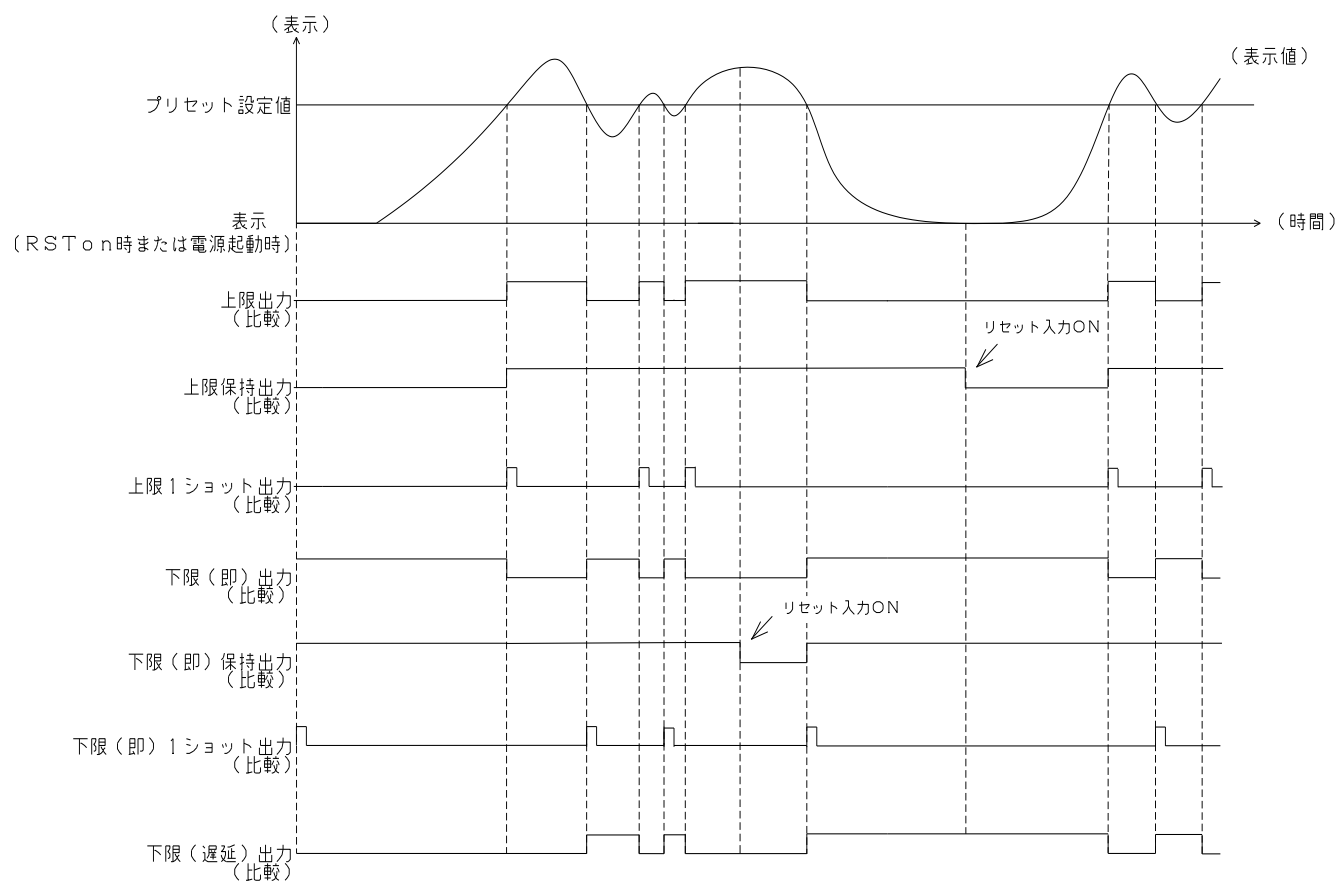 （表示）
（表示値）
プリセット設定値
表示
（時間）
〔ＲＳＴｏｎ時または電源起動時〕
上限出力
（比較）
リセット入力ON
上限保持出力
（比較）
上限１ショット出力
（比較）
下限（即）出力
（比較）
リセット入力ON
下限（即）保持出力
（比較）
下限（即）１ショット出力
（比較）
下限（遅延）出力
（比較）